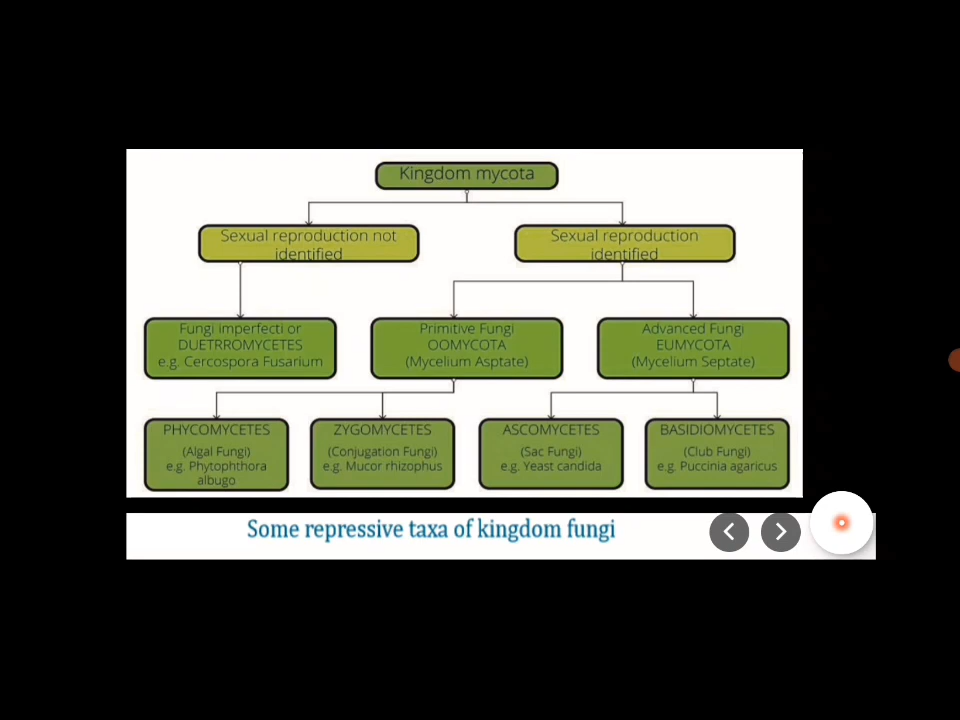 Kingdom mycota
Sexual reproduction not
identified
Sexual reproduction
identified
Fungi imperfecti or
DUETRROMYCETES
e.g. Cercospora Fusarium
Primitive Fungi
OOMYCOTA
(Mycelium Asptate)
Advanced Fungi
EUMYCOTA
(Mycelium Septate)
PHYCOMYCETES
(Algal Fungi)
e.g. Phytophthora
albugo
ZYGOMYCETES
(Conjugation Fungi)
e.g. Mucor rhizophus
ASCOMYCETES
(Sac Fungi)
e.g. Yeast candida
BASIDIOMYCETES
(Club Fungi)
e.g. Puccinia agaricus
Some repressive taxa of kingdom fungi